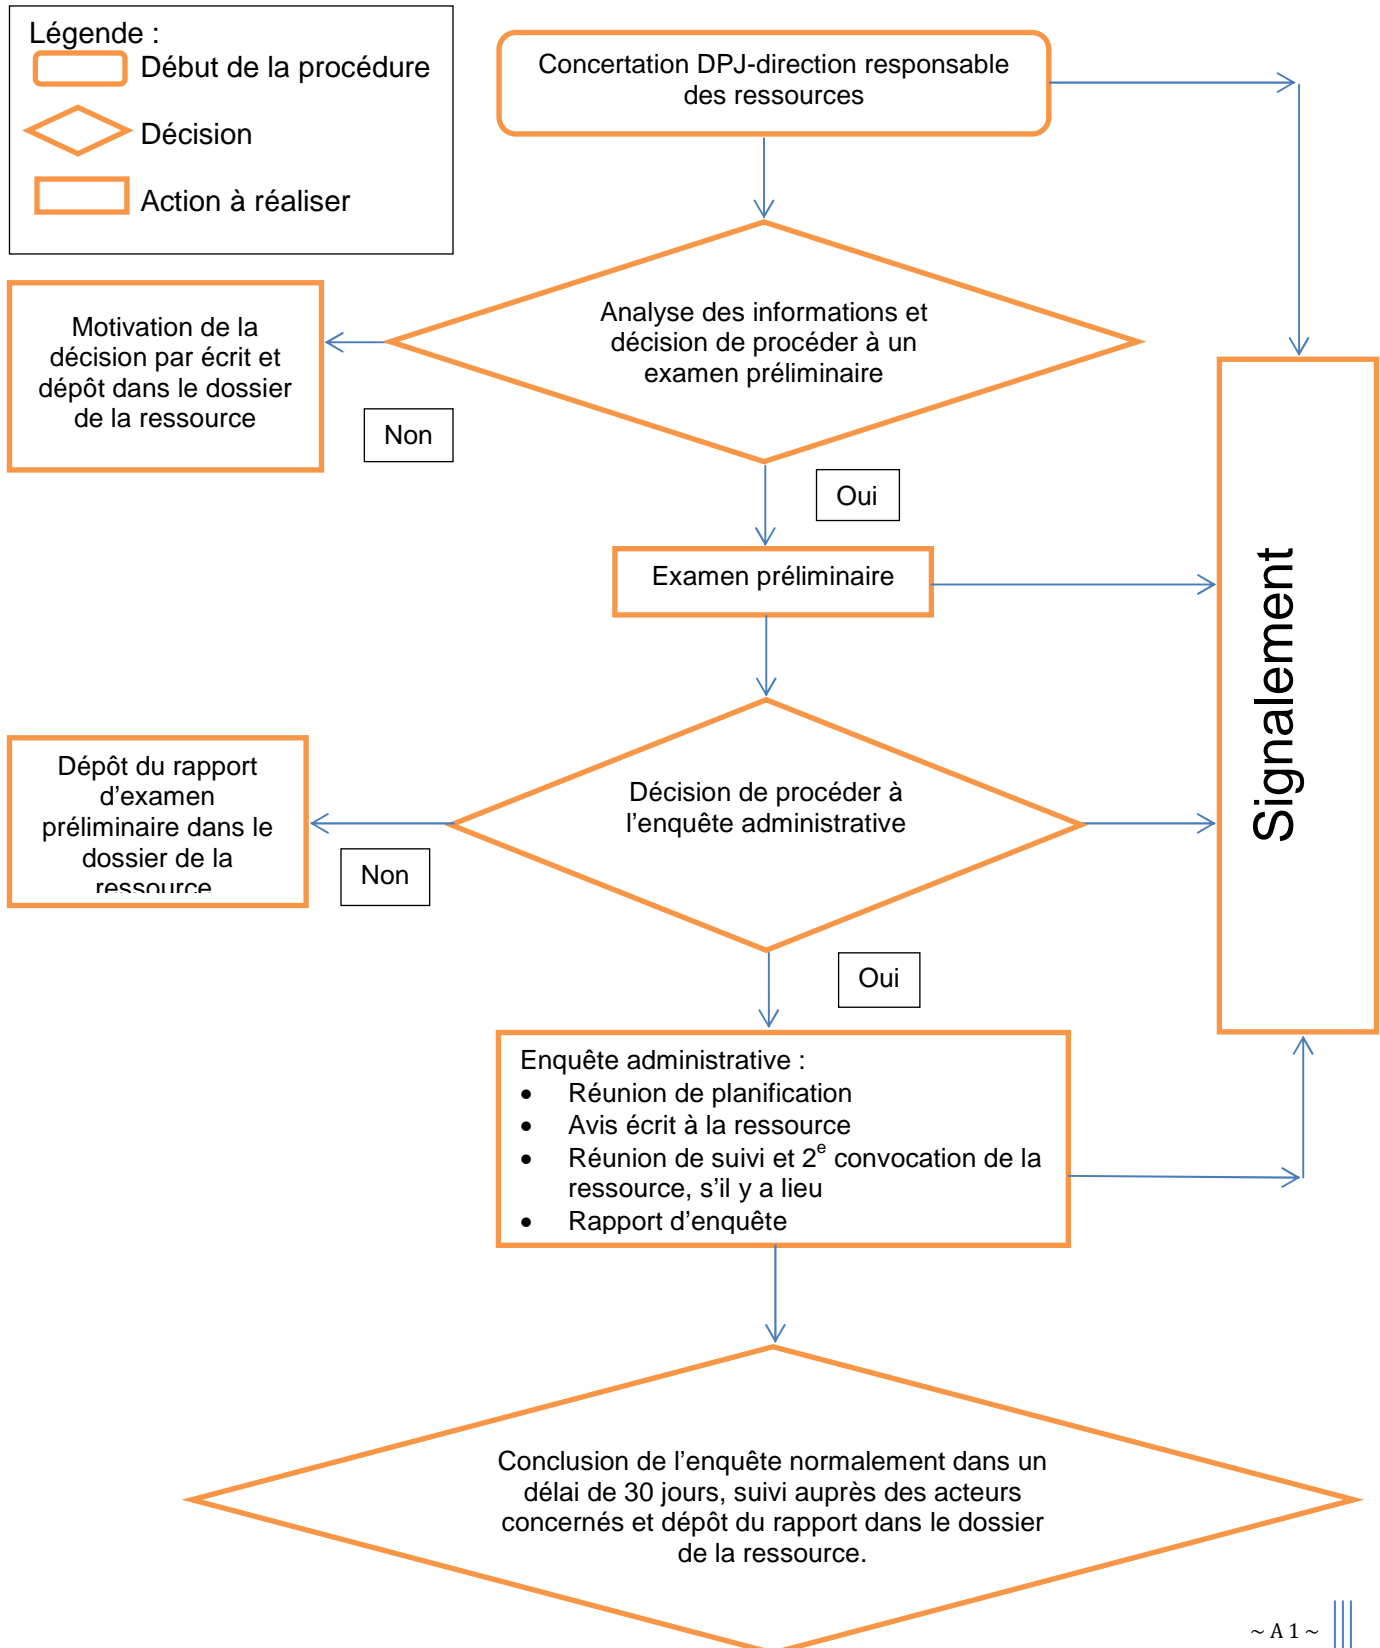 Légende :
Début de la procédure
Décision
Action à réaliser
Concertation DPJ-direction responsable
des ressources
Analyse des informations et
décision de procéder à un
examen préliminaire
Motivation de la
décision par écrit et
dépôt dans le dossier
de la ressource
Non
Oui
Examen préliminaire
Signalement
Décision de procéder à
l’enquête administrative
Dépôt du rapport
d'examen
préliminaire dans le
dossier de la
ressource
Non
Oui
Enquête administrative :
• Réunion de planification
• Avis écrit à la ressource
• Réunion de suivi et 2e convocation de la
ressource, s’il y a lieu
• Rapport d’enquête
Conclusion de l’enquête normalement dans un
délai de 30 jours, suivi auprès des acteurs
concernés et dépôt du rapport dans le dossier
de la ressource.
~ A 1 ~